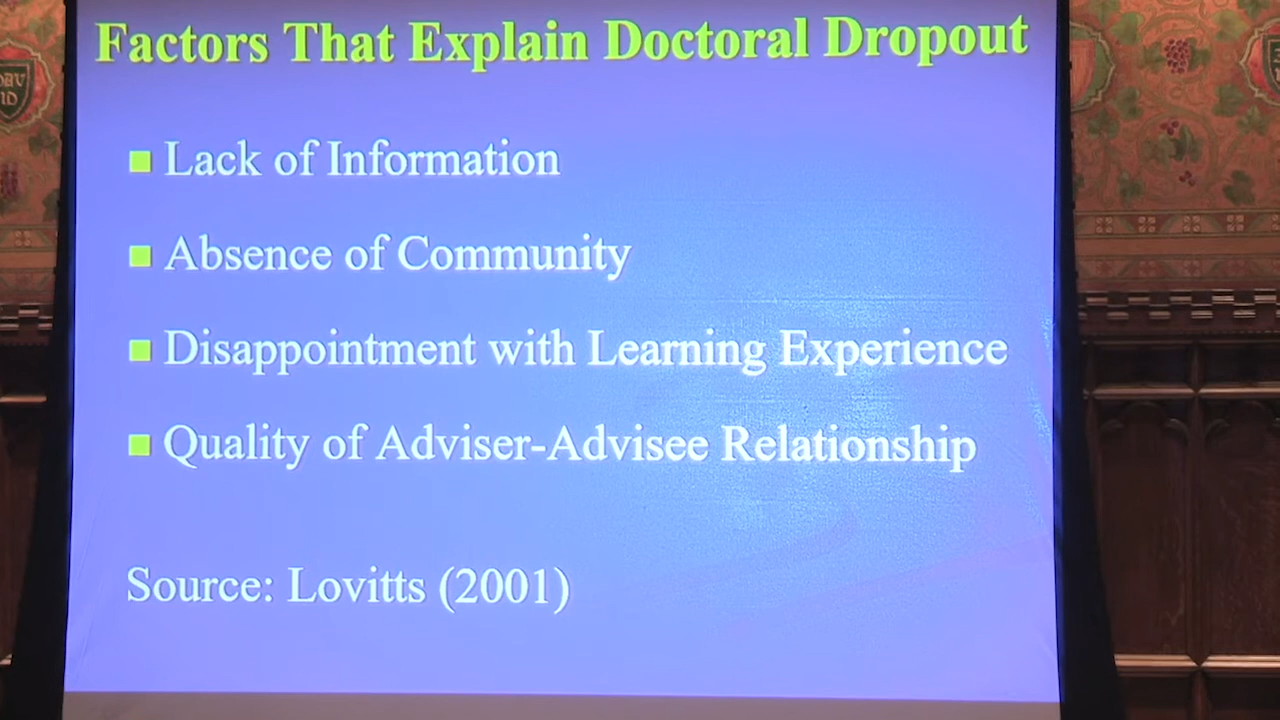 Factors That Explain Doctoral Dropout
Lack of Information
Absence of Community
Disappointment with Learning Experience
Quality of Adviser-Advisee Relationship
Source: Lovitts (2001)